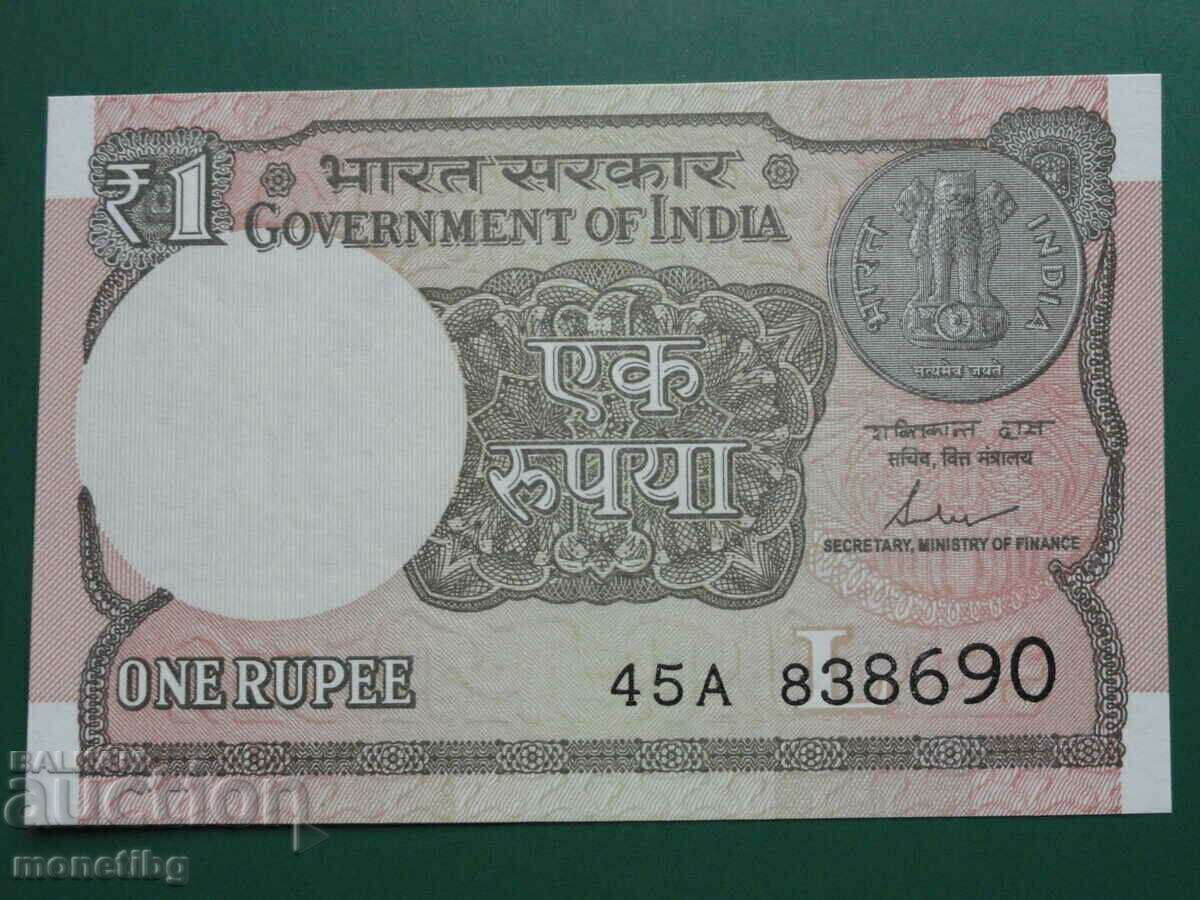 ₹1
भारत सरकार
GOVERNMENT OF INDIA
भारत
INDIA
सत्यमेव जयते
एक
रुपया
शक्तिकान्त दास
सचिव, वित्त मंत्रालय
SECRETARY, MINISTRY OF FINANCE
L
ONE RUPEE
45A 838690
BALKAN
auction
monetibg